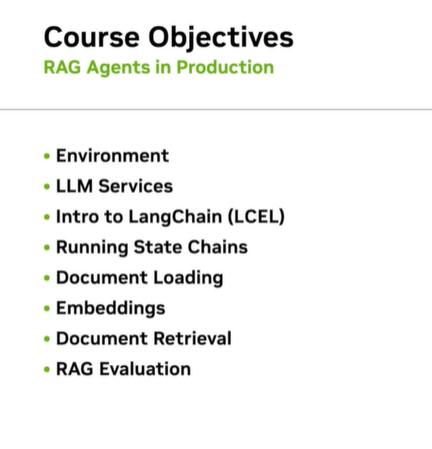 Course Objectives
RAG Agents in Production
• Environment
• LLM Services
• Intro to LangChain (LCEL)
• Running State Chains
• Document Loading
• Embeddings
• Document Retrieval
• RAG Evaluation